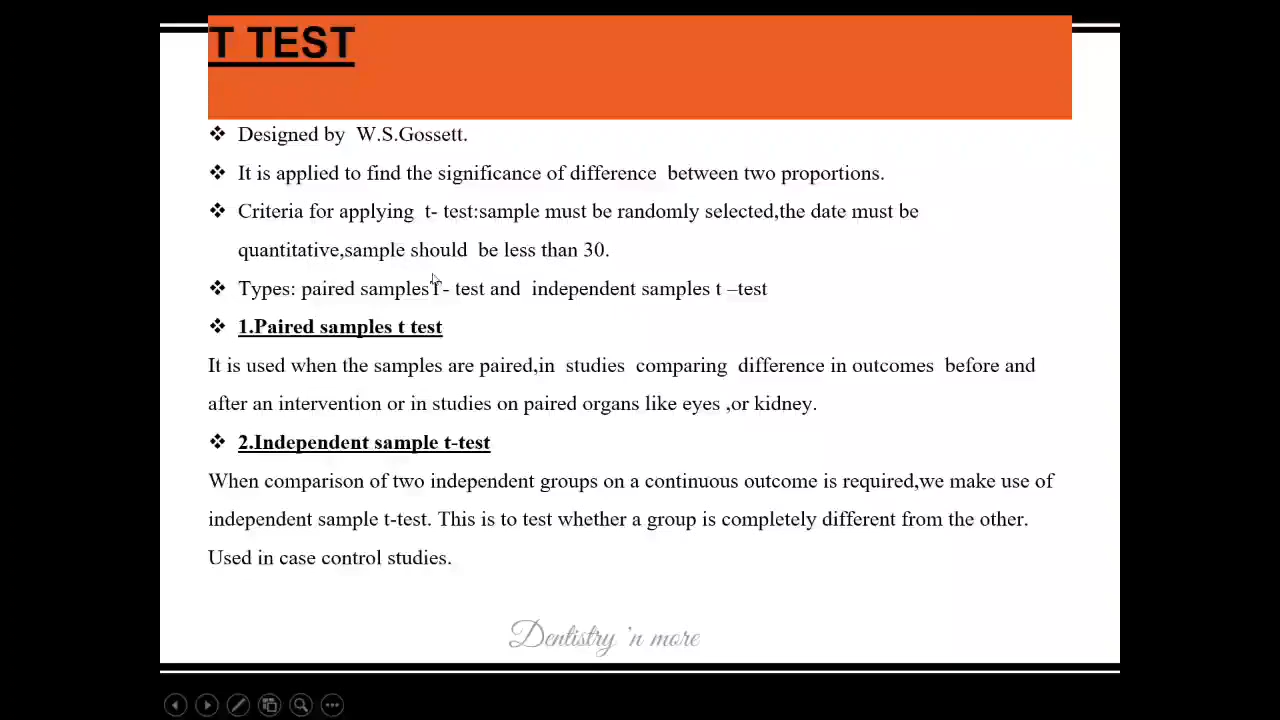 T TEST
❖ Designed by W.S.Gossett.
❖ It is applied to find the significance of difference between two proportions.
❖ Criteria for applying t- test:sample must be randomly selected,the date must be
quantitative,sample should be less than 30.
❖ Types: paired samples T- test and independent samples t –test
❖ 1.Paired samples t test
It is used when the samples are paired,in studies comparing difference in outcomes before and
after an intervention or in studies on paired organs like eyes ,or kidney.
❖ 2.Independent sample t-test
When comparison of two independent groups on a continuous outcome is required,we make use of
independent sample t-test. This is to test whether a group is completely different from the other.
Used in case control studies.
Dentistry 'n more